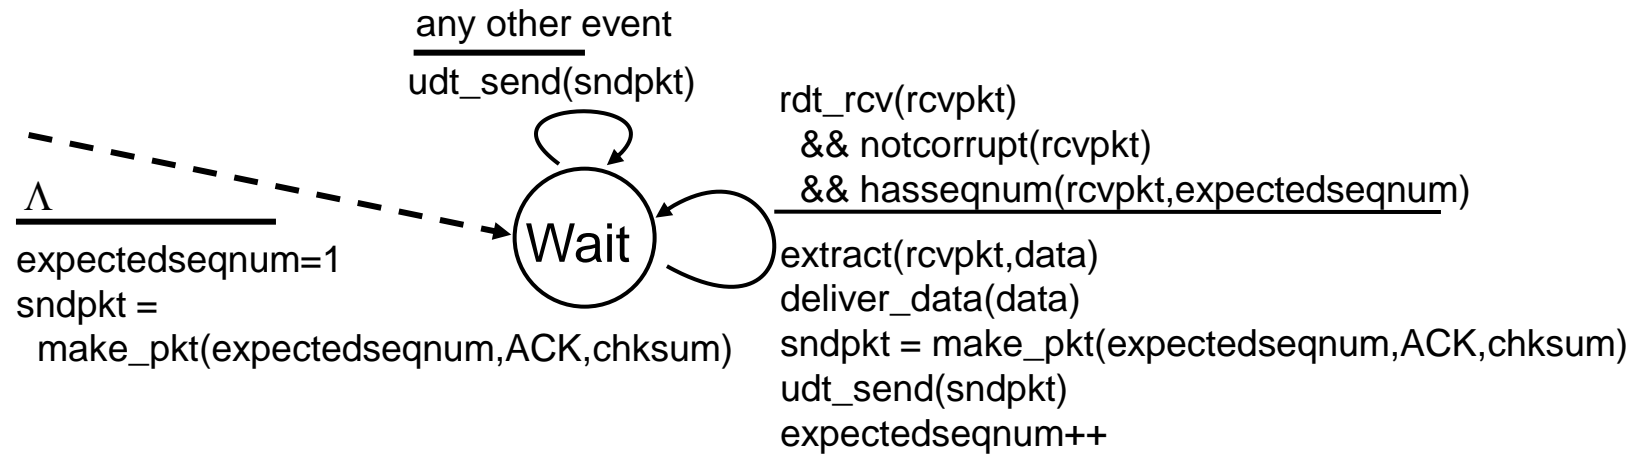 any other event
udt_send(sndpkt)
rdt_rcv(rcvpkt)
&& notcorrupt(rcvpkt)
&& hasseqnum(rcvpkt,expectedseqnum)
Λ
Wait
expectedseqnum=1
sndpkt =
make_pkt(expectedseqnum,ACK,chksum)
extract(rcvpkt,data)
deliver_data(data)
sndpkt = make_pkt(expectedseqnum,ACK,chksum)
udt_send(sndpkt)
expectedseqnum++